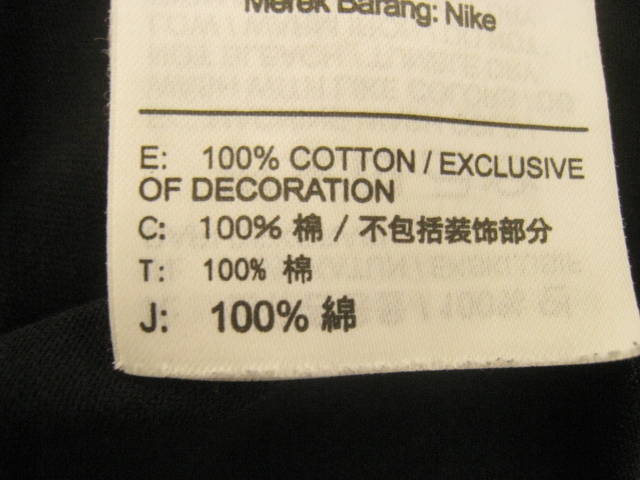 Merek Barang: Nike
E: 100% COTTON / EXCLUSIVE
OF DECORATION
C: 100% 棉 / 不包括装饰部分
T: 100% 棉
J: 100% 綿